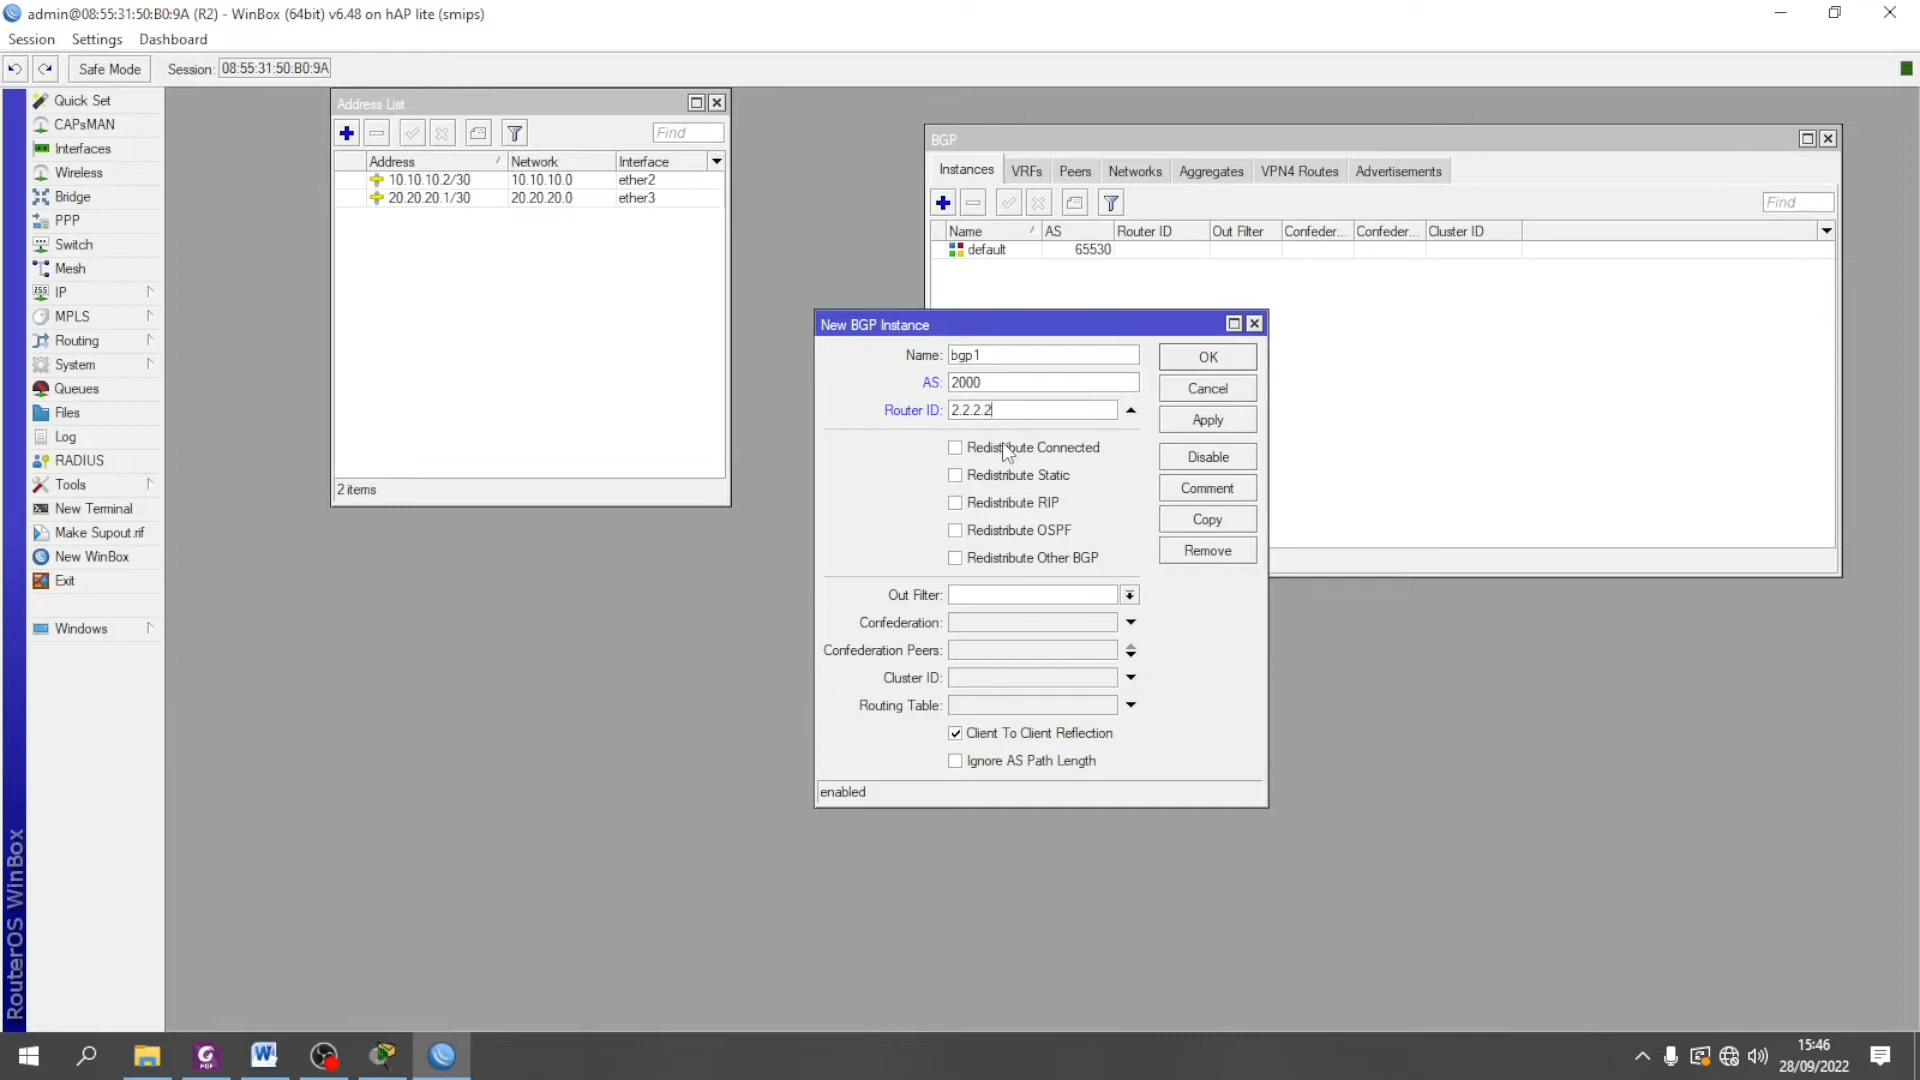 admin@08:55:31:50:B0:9A (R2) - WinBox (64bit) v6.48 on hAP lite (smips)
Session Settings Dashboard
Safe Mode Session: 08:55:31:50:B0:9A
Quick Set
CAPsMAN
Interfaces
Wireless
Bridge
PPP
Switch
Mesh
IP
MPLS
Routing
System
Queues
Files
Log
RADIUS
Tools
New Terminal
Make Supout.rif
New WinBox
Exit
Windows
RouterOS WinBox
Address List
Find
Address Network Interface
10.10.10.2/30 10.10.10.0 ether2
20.20.20.1/30 20.20.20.0 ether3
2 items
BGP
Instances VRFs Peers Networks Aggregates VPN4 Routes Advertisements
Find
Name AS Router ID Out Filter Confeder... Confeder... Cluster ID
default 65530
New BGP Instance
Name: bgp1
AS: 2000
Router ID: 2.2.2.2
Redistribute Connected
Redistribute Static
Redistribute RIP
Redistribute OSPF
Redistribute Other BGP
Out Filter:
Confederation:
Confederation Peers:
Cluster ID:
Routing Table:
Client To Client Reflection
Ignore AS Path Length
enabled
OK
Cancel
Apply
Disable
Comment
Copy
Remove
15:46
28/09/2022